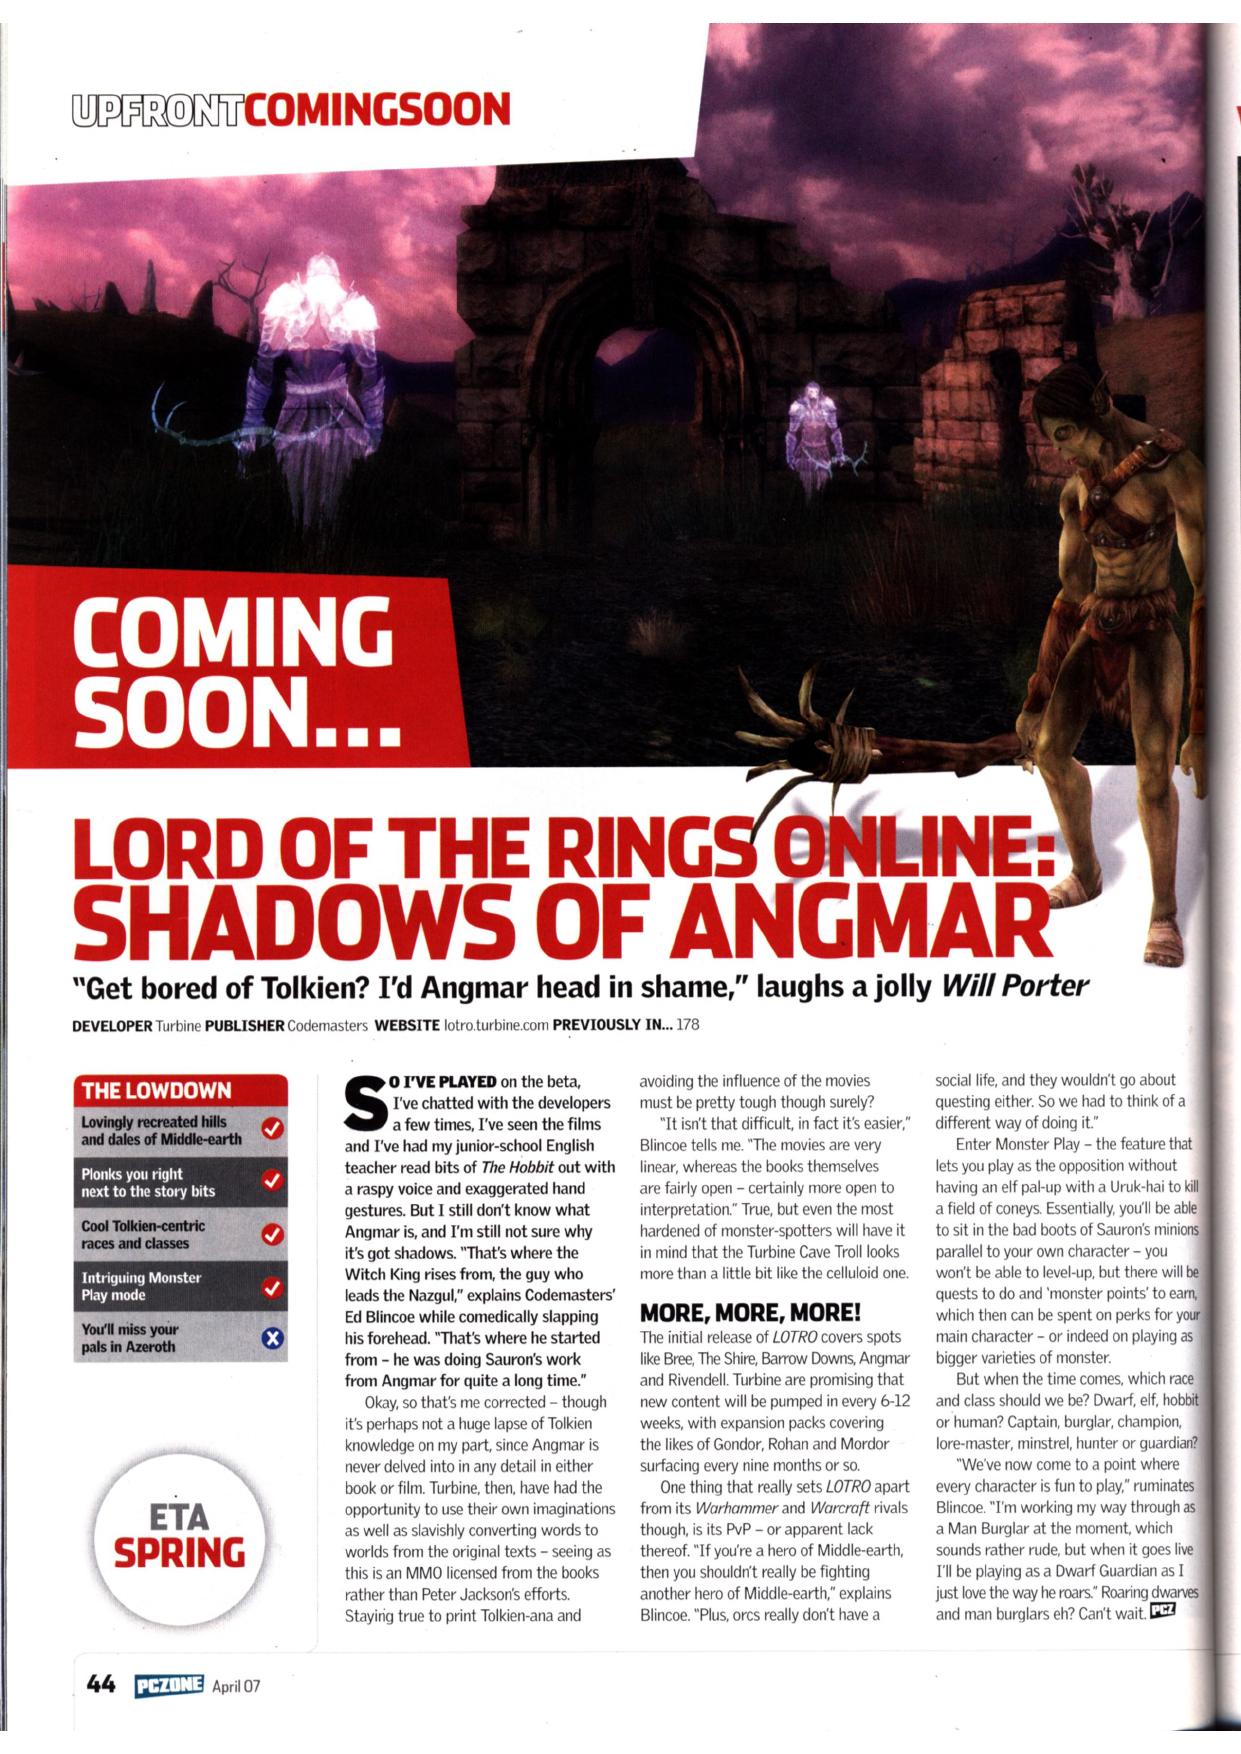 UPFRONTCOMINGSOON
COMING
SOON...
LORD OF THE RINGS ONLINE:
SHADOWS OF ANGMAR
"Get bored of Tolkien? I'd Angmar head in shame," laughs a jolly Will Porter
DEVELOPER Turbine PUBLISHER Codemasters WEBSITE lotro.turbine.com PREVIOUSLY IN... 178
THE LOWDOWN
Lovingly recreated hills
and dales of Middle-earth
Plonks you right
next to the story bits
Cool Tolkien-centric
races and classes
Intriguing Monster
Play mode
You'll miss your
pals in Azeroth
ETA
SPRING
SO I'VE PLAYED on the beta,
I've chatted with the developers
a few times, I've seen the films
and I've had my junior-school English
teacher read bits of The Hobbit out with
a raspy voice and exaggerated hand
gestures. But I still don't know what
Angmar is, and I'm still not sure why
it's got shadows. "That's where the
Witch King rises from, the guy who
leads the Nazgul," explains Codemasters'
Ed Blincoe while comedically slapping
his forehead. "That's where he started
from – he was doing Sauron's work
from Angmar for quite a long time."
Okay, so that's me corrected – though
it's perhaps not a huge lapse of Tolkien
knowledge on my part, since Angmar is
never delved into in any detail in either
book or film. Turbine, then, have had the
opportunity to use their own imaginations
as well as slavishly converting words to
worlds from the original texts – seeing as
this is an MMO licensed from the books
rather than Peter Jackson's efforts.
Staying true to print Tolkien-ana and
avoiding the influence of the movies
must be pretty tough though surely?
"It isn't that difficult, in fact it's easier,"
Blincoe tells me. "The movies are very
linear, whereas the books themselves
are fairly open – certainly more open to
interpretation." True, but even the most
hardened of monster-spotters will have it
in mind that the Turbine Cave Troll looks
more than a little bit like the celluloid one.
MORE, MORE, MORE!
The initial release of LOTRO covers spots
like Bree, The Shire, Barrow Downs, Angmar
and Rivendell. Turbine are promising that
new content will be pumped in every 6-12
weeks, with expansion packs covering
the likes of Gondor, Rohan and Mordor
surfacing every nine months or so.
One thing that really sets LOTRO apart
from its Warhammer and Warcraft rivals
though, is its PvP – or apparent lack
thereof. "If you're a hero of Middle-earth,
then you shouldn't really be fighting
another hero of Middle-earth," explains
Blincoe. "Plus, orcs really don't have a
social life, and they wouldn't go about
questing either. So we had to think of a
different way of doing it."
Enter Monster Play – the feature that
lets you play as the opposition without
having an elf pal-up with a Uruk-hai to kill
a field of coneys. Essentially, you'll be able
to sit in the bad boots of Sauron's minions
parallel to your own character – you
won't be able to level-up, but there will be
quests to do and 'monster points' to earn,
which then can be spent on perks for your
main character – or indeed on playing as
bigger varieties of monster.
But when the time comes, which race
and class should we be? Dwarf, elf, hobbit
or human? Captain, burglar, champion,
lore-master, minstrel, hunter or guardian?
"We've now come to a point where
every character is fun to play," ruminates
Blincoe. "I'm working my way through as
a Man Burglar at the moment, which
sounds rather rude, but when it goes live
I'll be playing as a Dwarf Guardian as I
just love the way he roars." Roaring dwarves
and man burglars eh? Can't wait. PCZ
44 PCZONE April 07